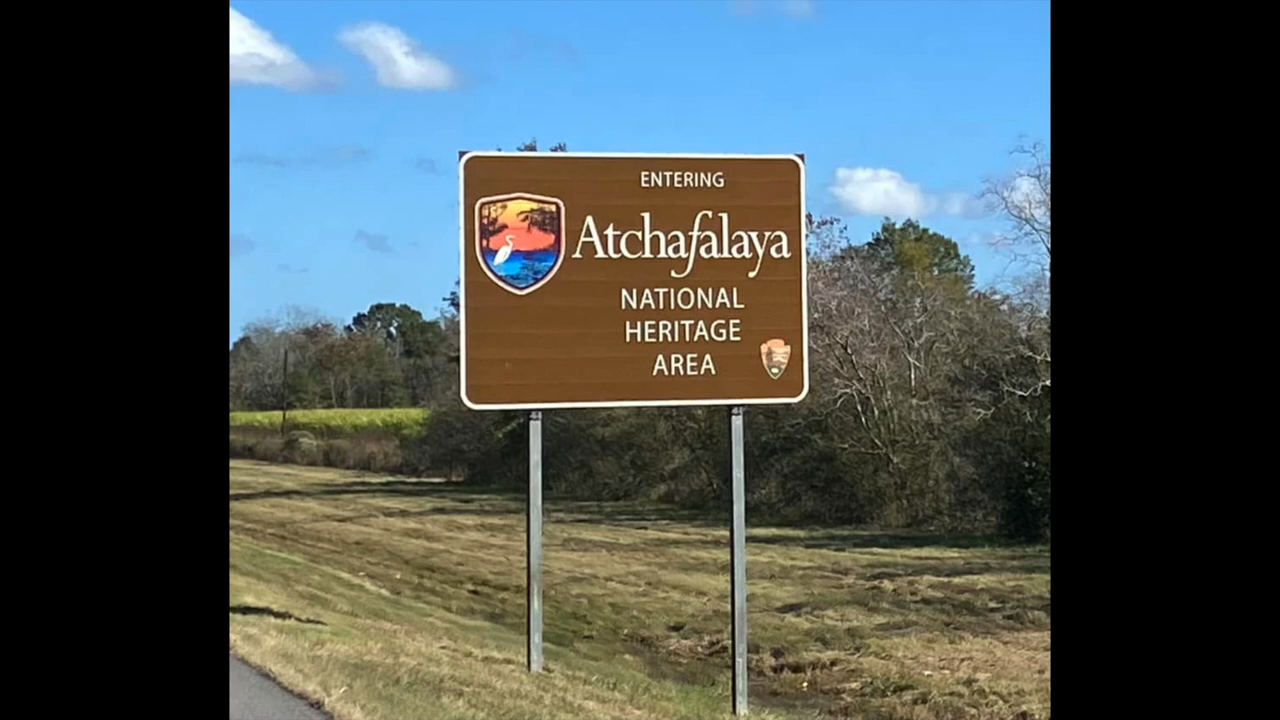 ENTERING
Atchafalaya
NATIONAL
HERITAGE
AREA